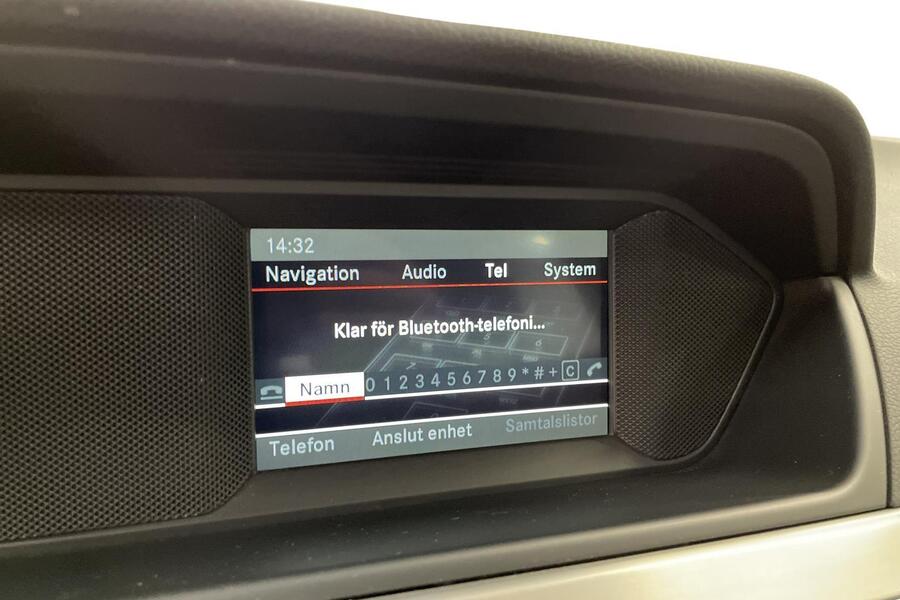 14:32
Navigation Audio Tel System
Klar för Bluetooth-telefoni...
Namn 0 1 2 3 4 5 6 7 8 9 * # + C
Telefon Anslut enhet Samtalslistor